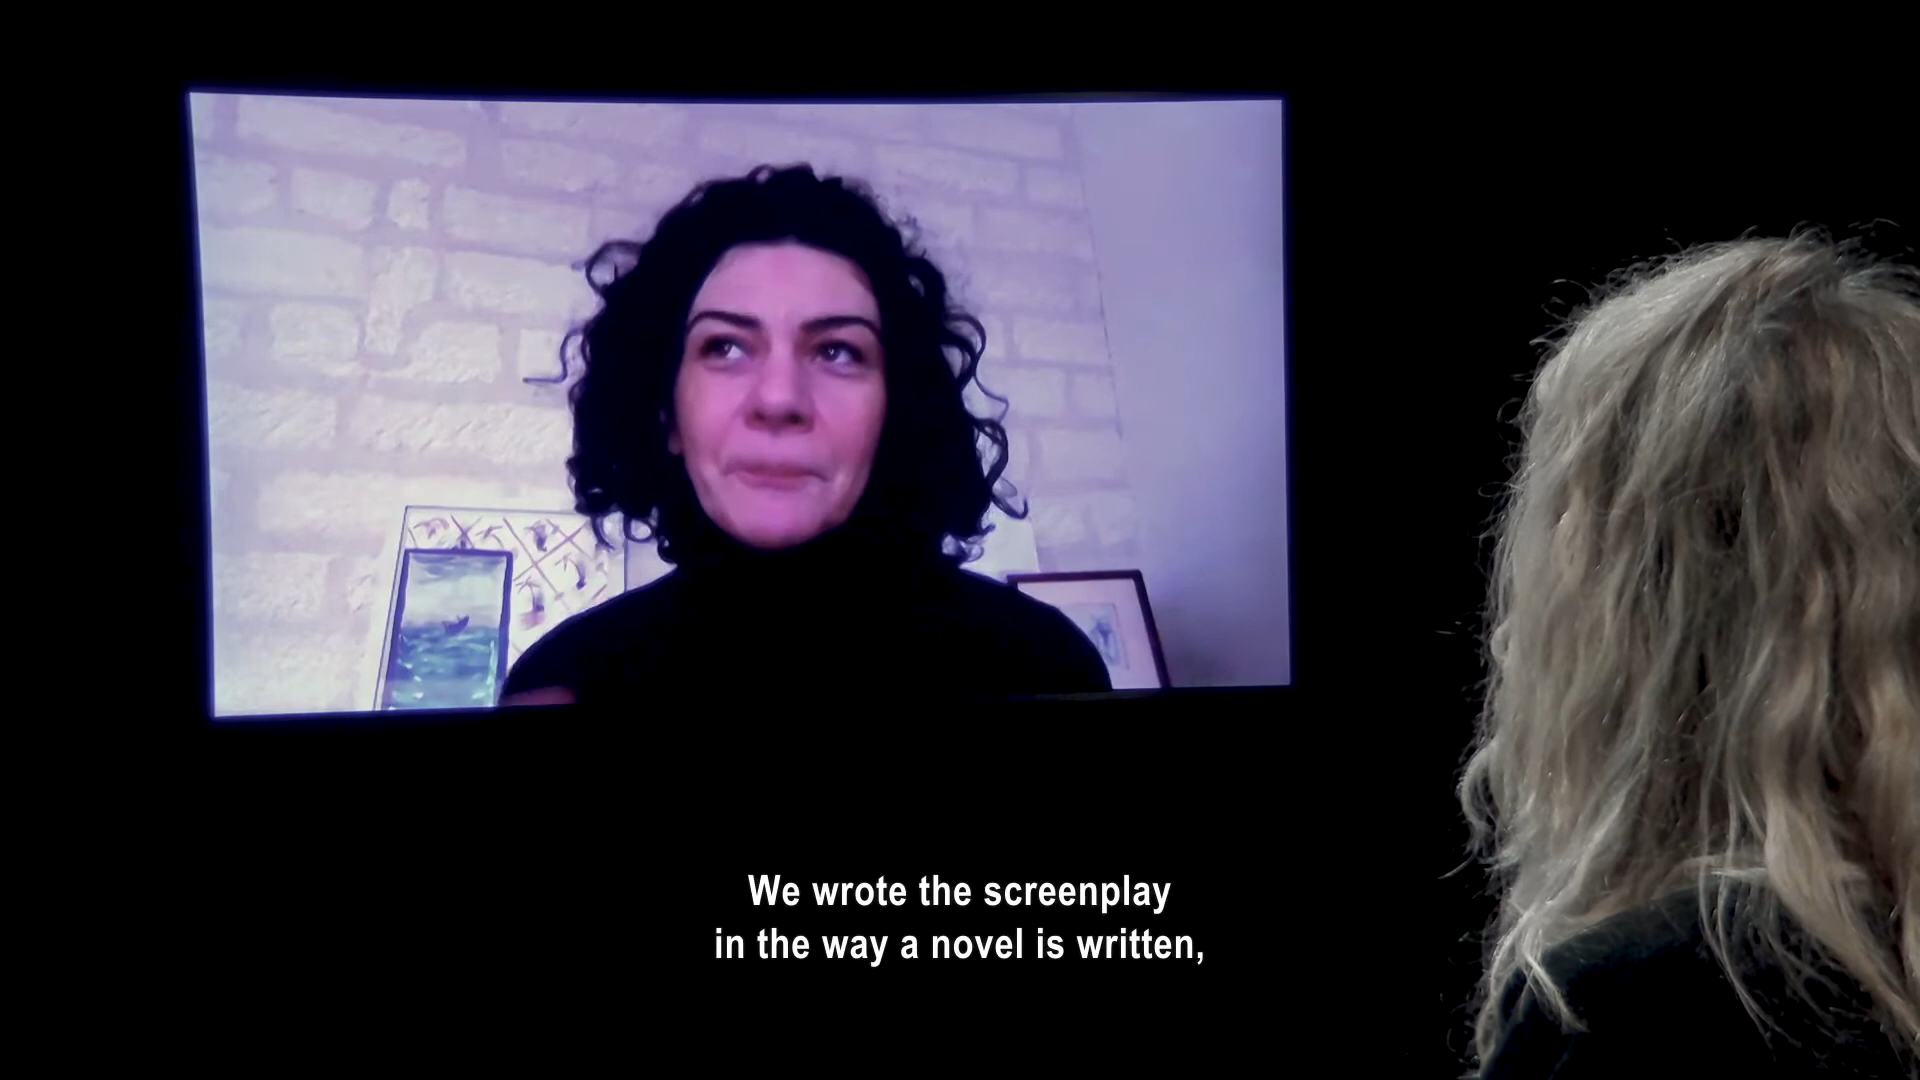 We wrote the screenplay
in the way a novel is written,